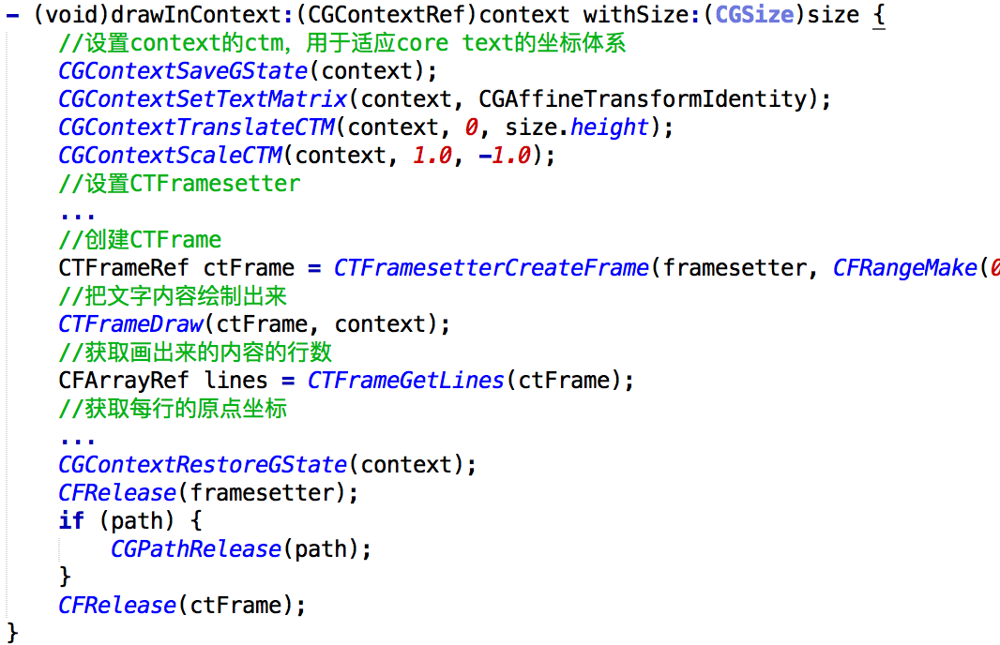 - (void)drawInContext:(CGContextRef)context withSize:(CGSize)size {
//设置context的ctm，用于适应core text的坐标体系
CGContextSaveGState(context);
CGContextSetTextMatrix(context, CGAffineTransformIdentity);
CGContextTranslateCTM(context, 0, size.height);
CGContextScaleCTM(context, 1.0, -1.0);
//设置CTFramesetter
...
//创建CTFrame
CTFrameRef ctFrame = CTFramesetterCreateFrame(framesetter, CFRangeMake(0
//把文字内容绘制出来
CTFrameDraw(ctFrame, context);
//获取画出来的内容的行数
CFArrayRef lines = CTFrameGetLines(ctFrame);
//获取每行的原点坐标
...
CGContextRestoreGState(context);
CFRelease(framesetter);
if (path) {
CGPathRelease(path);
}
CFRelease(ctFrame);
}